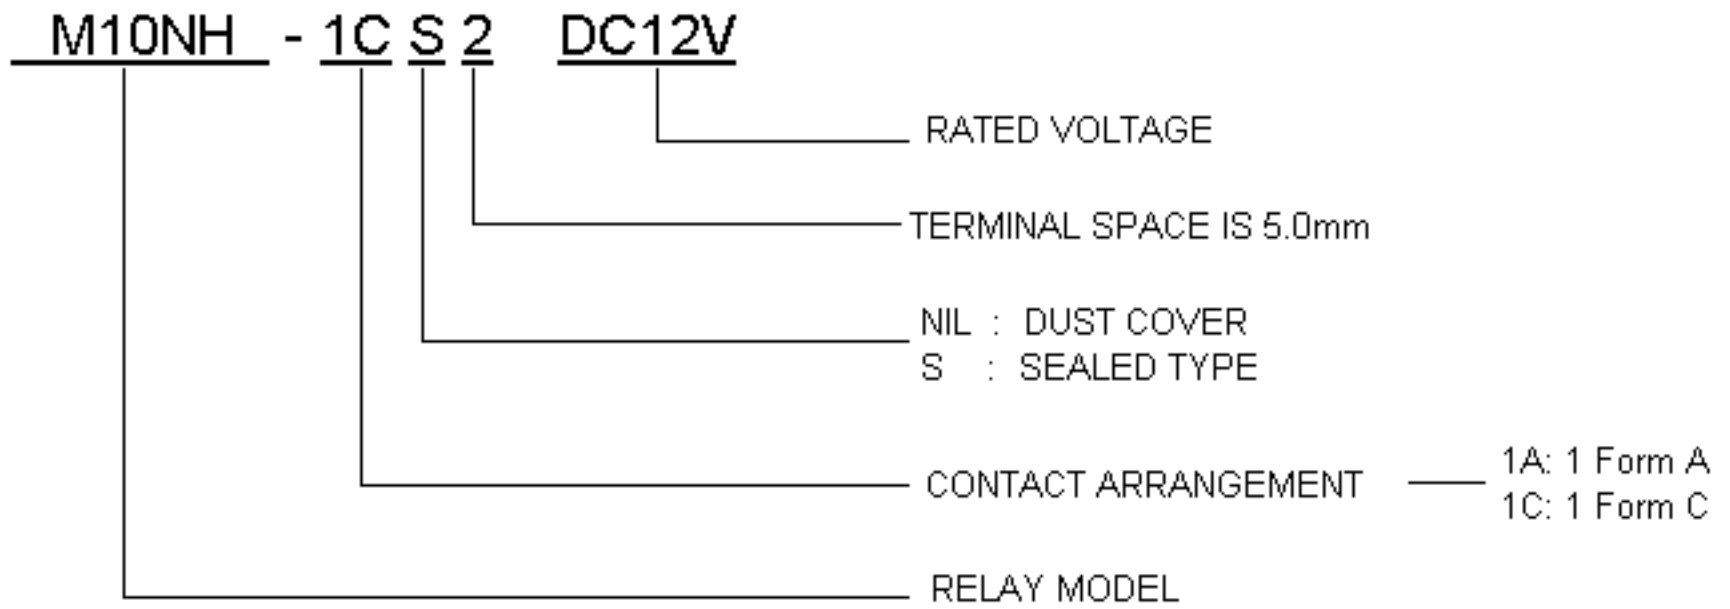 M10NH - 1C S 2 DC12V
RATED VOLTAGE
TERMINAL SPACE IS 5.0mm
NIL : DUST COVER
S : SEALED TYPE
CONTACT ARRANGEMENT
1A: 1 Form A
1C: 1 Form C
RELAY MODEL